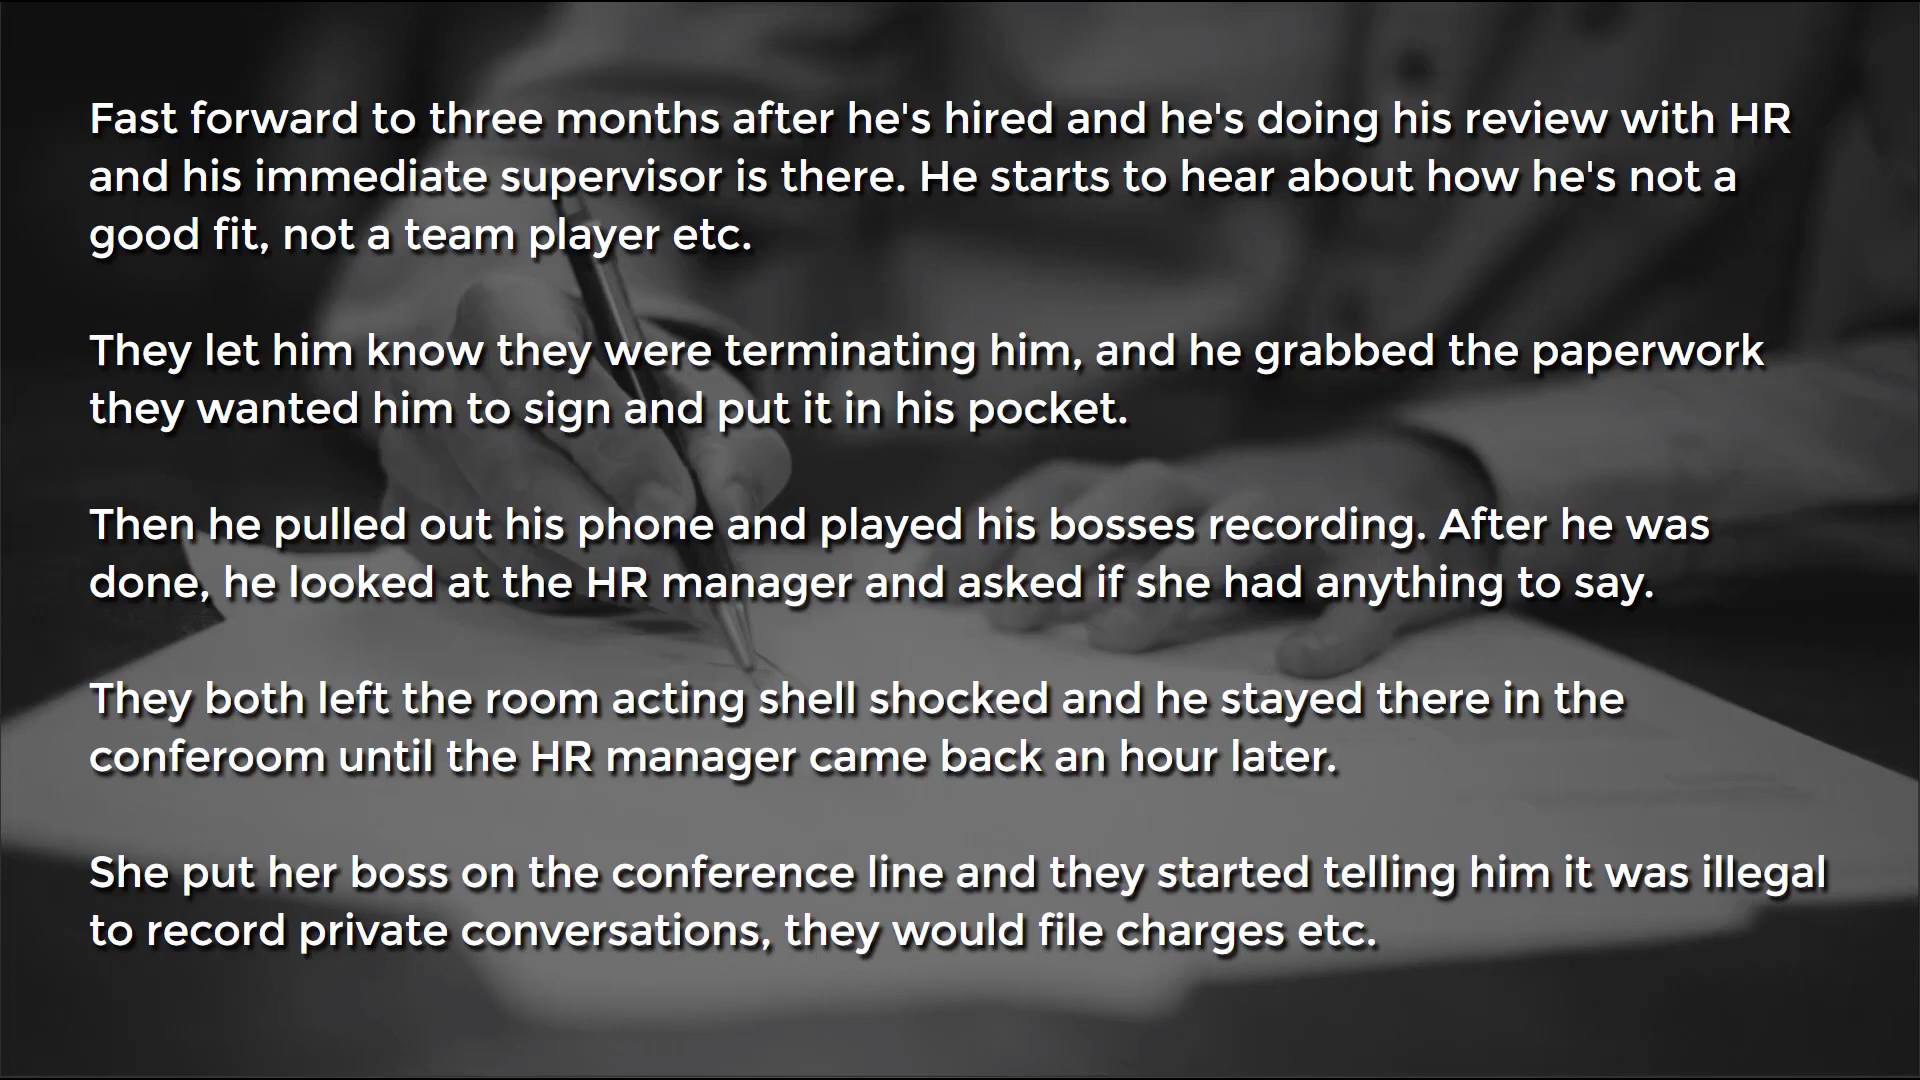 Fast forward to three months after he's hired and he's doing his review with HR
and his immediate supervisor is there. He starts to hear about how he's not a
good fit, not a team player etc.
They let him know they were terminating him, and he grabbed the paperwork
they wanted him to sign and put it in his pocket.
Then he pulled out his phone and played his bosses recording. After he was
done, he looked at the HR manager and asked if she had anything to say.
They both left the room acting shell shocked and he stayed there in the
conferoom until the HR manager came back an hour later.
She put her boss on the conference line and they started telling him it was illegal
to record private conversations, they would file charges etc.